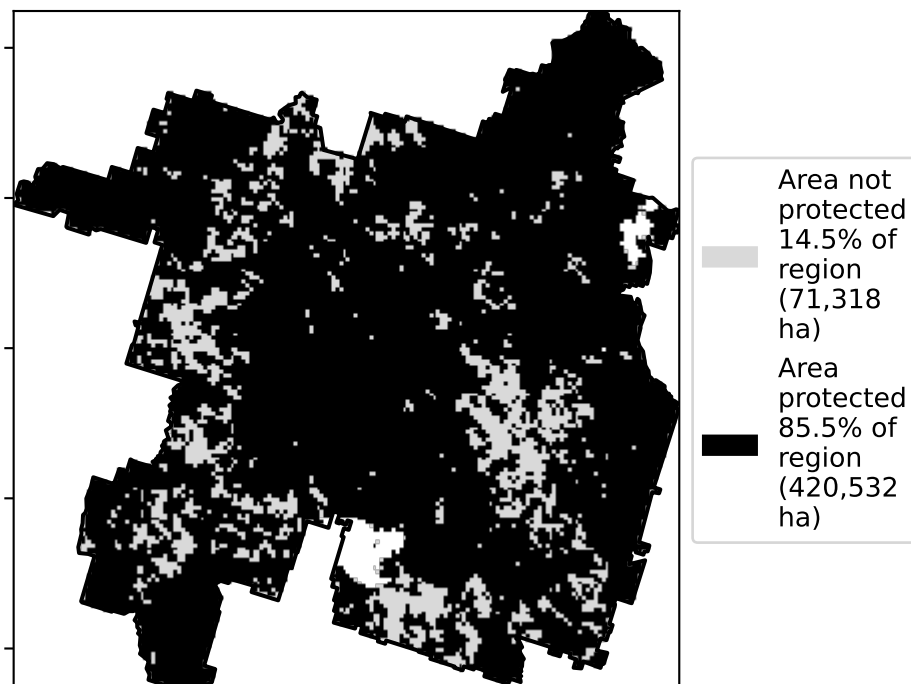 Area not
protected
14.5% of
region
(71,318
ha)
Area
protected
85.5% of
region
(420,532
ha)